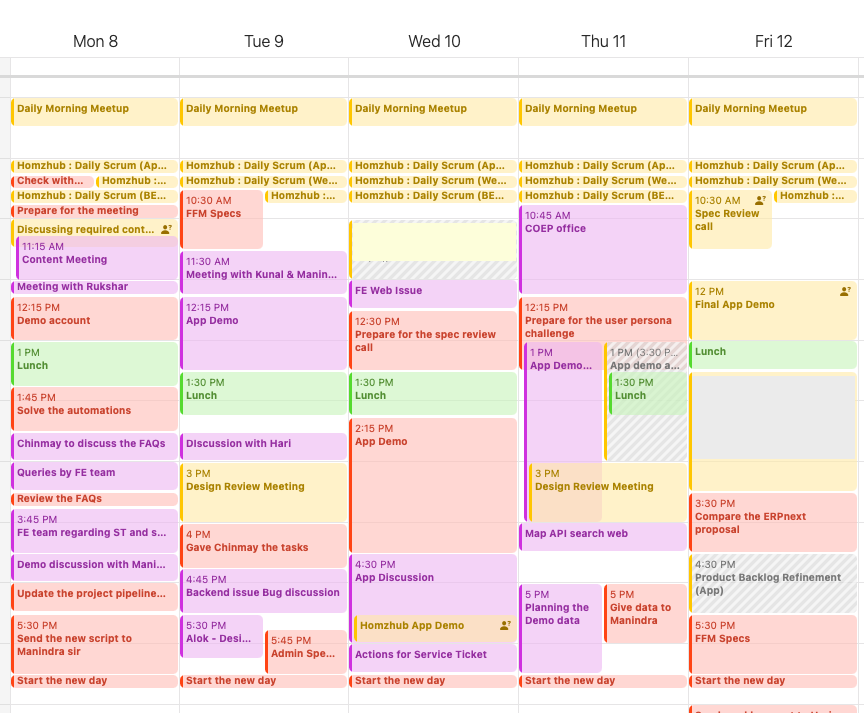 Mon 8
Tue 9
Wed 10
Thu 11
Fri 12
Daily Morning Meetup
Homzhub : Daily Scrum (Ap...
Check with...
Homzhub :...
Homzhub : Daily Scrum (BE...
Prepare for the meeting
Discussing required cont...
11:15 AM
Content Meeting
Meeting with Rukshar
12:15 PM
Demo account
1 PM
Lunch
1:45 PM
Solve the automations
Chinmay to discuss the FAQs
Queries by FE team
Review the FAQs
3:45 PM
FE team regarding ST and s...
Demo discussion with Mani...
Update the project pipeline...
5:30 PM
Send the new script to
Manindra sir
Start the new day
Daily Morning Meetup
Homzhub : Daily Scrum (Ap...
Homzhub : Daily Scrum (We...
10:30 AM
FFM Specs
Homzhub :...
11:30 AM
Meeting with Kunal & Manin...
12:15 PM
App Demo
1:30 PM
Lunch
DIscussion with Hari
3 PM
Design Review Meeting
4 PM
Gave Chinmay the tasks
4:45 PM
Backend issue Bug discussion
5:30 PM
Alok - Desi...
5:45 PM
Admin Spe...
Start the new day
Daily Morning Meetup
Homzhub : Daily Scrum (Ap...
Homzhub : Daily Scrum (We...
Homzhub : Daily Scrum (BE...
FE Web Issue
12:30 PM
Prepare for the spec review
call
1:30 PM
Lunch
2:15 PM
App Demo
4:30 PM
App Discussion
Homzhub App Demo
Actions for Service Ticket
Start the new day
Daily Morning Meetup
Homzhub : Daily Scrum (Ap...
Homzhub : Daily Scrum (We...
Homzhub : Daily Scrum (BE...
10:45 AM
COEP office
12:15 PM
Prepare for the user persona
challenge
1 PM
App Demo...
1 PM (3:30 P...
App demo a...
1:30 PM
Lunch
3 PM
Design Review Meeting
Map API search web
5 PM
Planning the
Demo data
5 PM
Give data to
Manindra
Start the new day
Daily Morning Meetup
Homzhub : Daily Scrum (Ap...
Homzhub : Daily Scrum (We...
10:30 AM
Spec Review
call
Homzhub :...
12 PM
Final App Demo
Lunch
3:30 PM
Compare the ERPnext
proposal
4:30 PM
Product Backlog Refinement
(App)
5:30 PM
FFM Specs
Start the new day